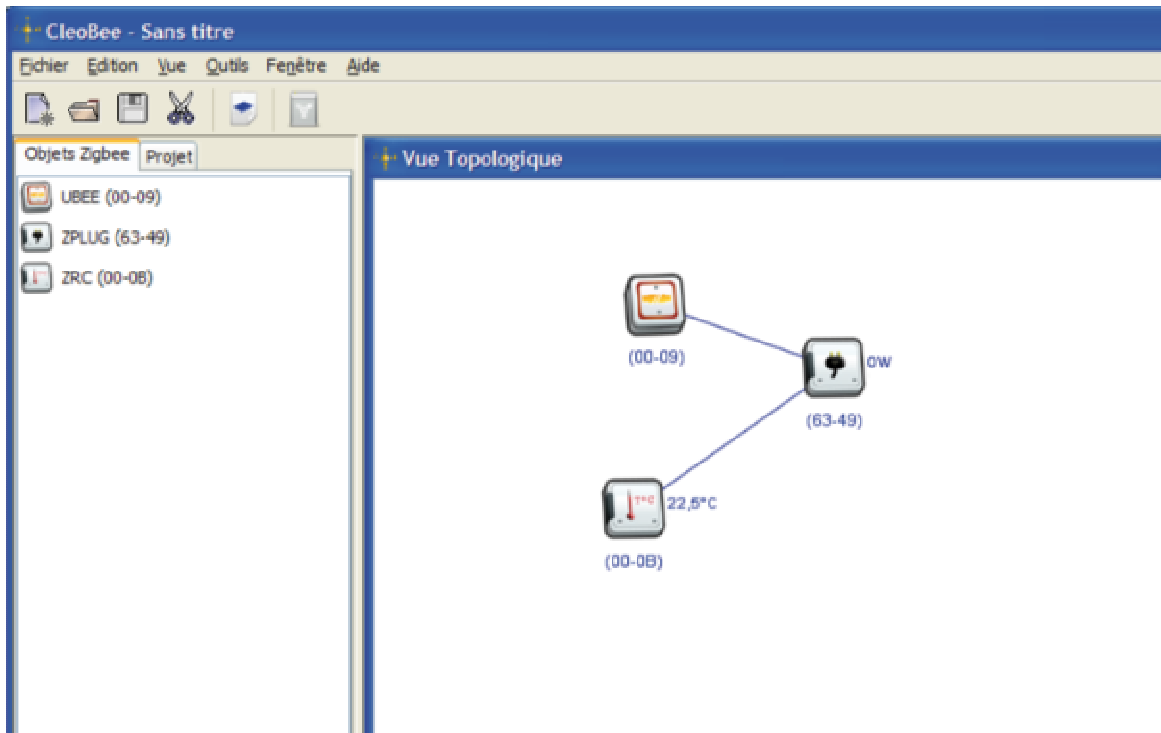 CleoBee - Sans titre
Fichier Edition Vue Outils Fenêtre Aide
Objets Zigbee Projet
UBEE (00-09)
ZPLUG (63-49)
ZRC (00-0B)
Vue Topologique
(00-09)
0W
(63-49)
T°C
22,5°C
(00-0B)